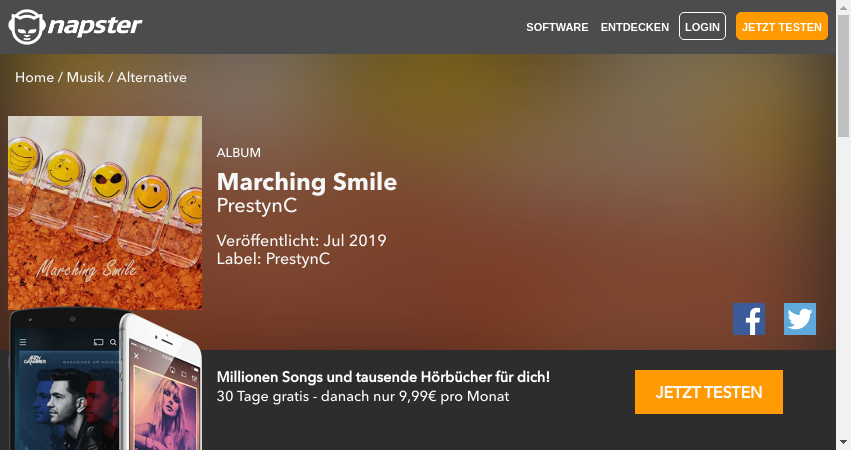 napster
SOFTWARE ENTDECKEN LOGIN JETZT TESTEN
Home / Musik / Alternative
ALBUM
Marching Smile
PrestynC
Veröffentlicht: Jul 2019
Label: PrestynC
Marching Smile
ANDY GRAMMER
Millionen Songs und tausende Hörbücher für dich!
30 Tage gratis - danach nur 9,99€ pro Monat
JETZT TESTEN